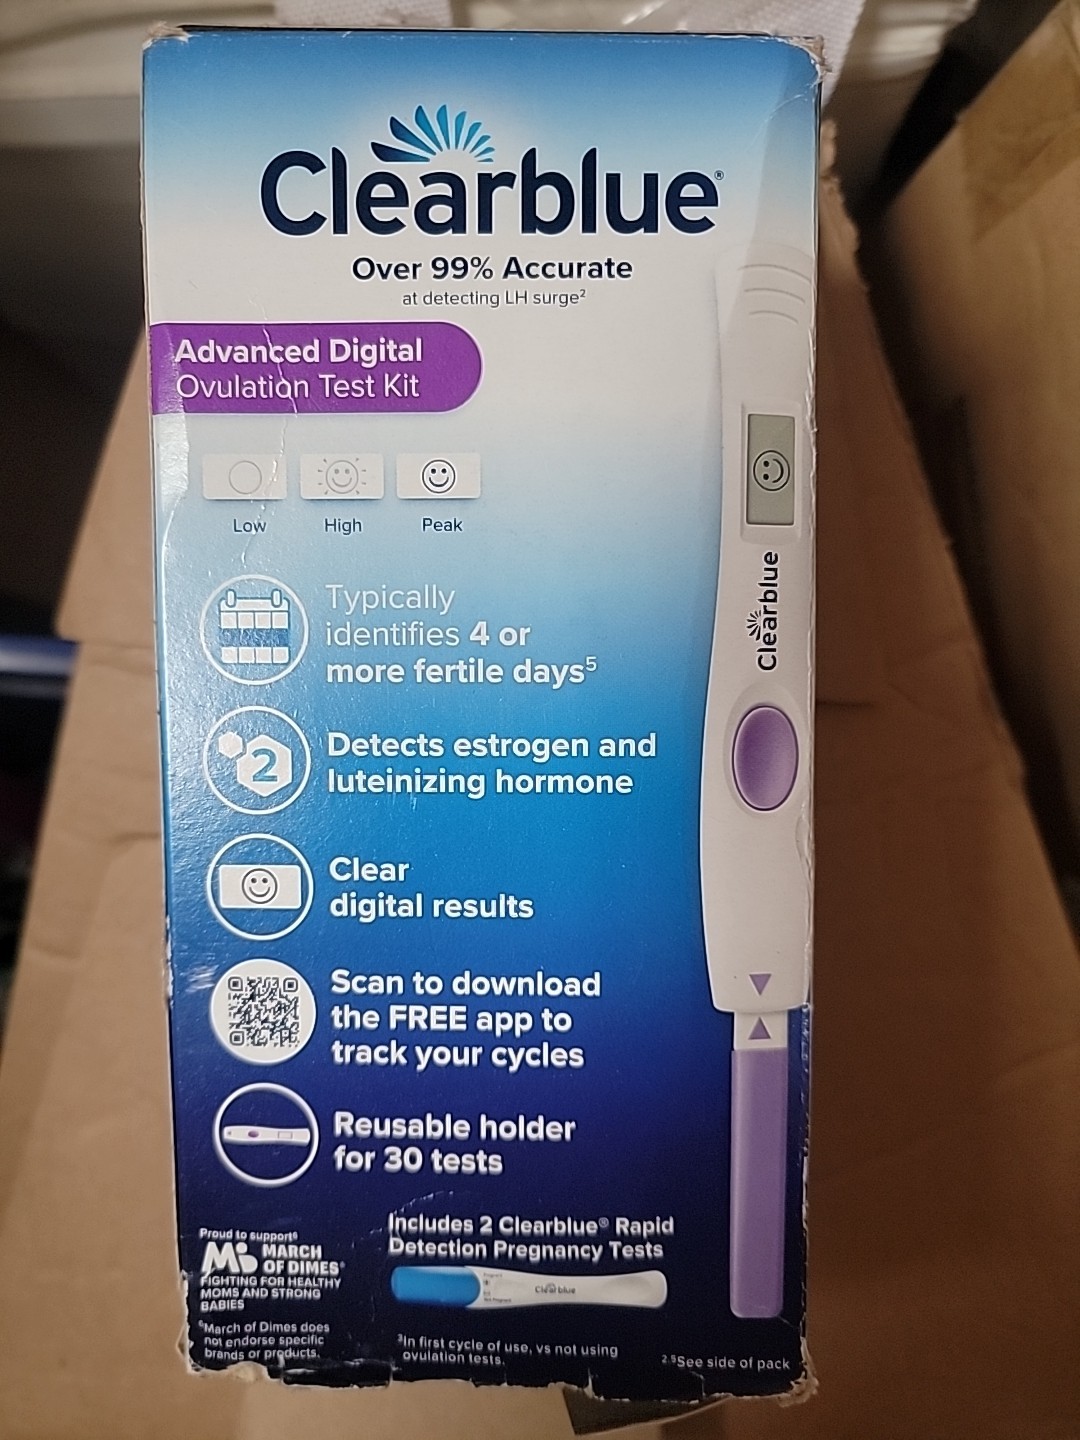 Clearblue®
Over 99% Accurate
at detecting LH surge²
Advanced Digital
Ovulation Test Kit
Low
High
Peak
Typically
identifies 4 or
more fertile days⁵
2
Detects estrogen and
luteinizing hormone
Clear
digital results
Scan to download
the FREE app to
track your cycles
Reusable holder
for 30 tests
Clearblue
Includes 2 Clearblue® Rapid
Detection Pregnancy Tests
Clearblue
Proud to support⁶
MARCH
OF DIMES®
FIGHTING FOR HEALTHY
MOMS AND STRONG
BABIES
⁶March of Dimes does
not endorse specific
brands or products.
³In first cycle of use, vs not using
ovulation tests.
2,5See side of pack